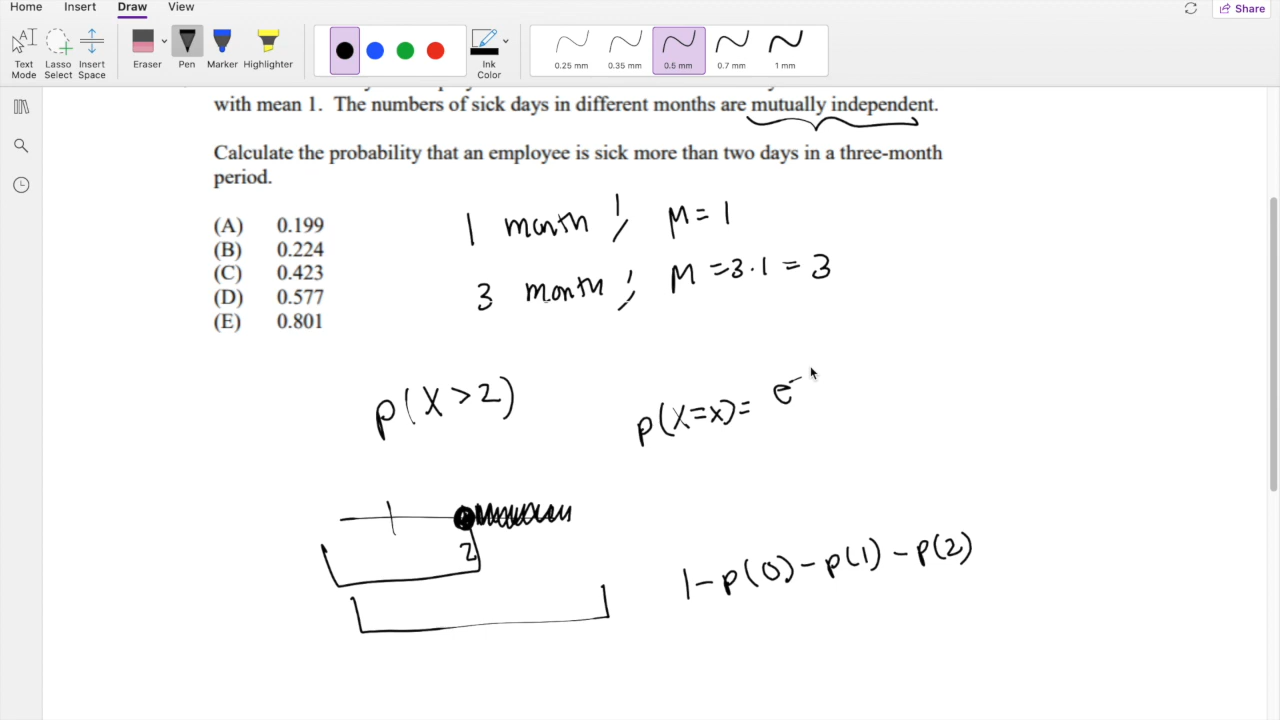 Home Insert Draw View
Share
Text Mode
Lasso Select
Insert Space
Eraser
Pen
Marker
Highlighter
Ink Color
0.25 mm
0.35 mm
0.5 mm
0.7 mm
1 mm
with mean 1. The numbers of sick days in different months are mutually independent.
Calculate the probability that an employee is sick more than two days in a three-month
period.
(A) 0.199
(B) 0.224
(C) 0.423
(D) 0.577
(E) 0.801
1 month ; M = 1
3 month ; M = 3·1 = 3
p(X>2)
p(X=x)= e^-
2
1-p(0)-p(1)-p(2)